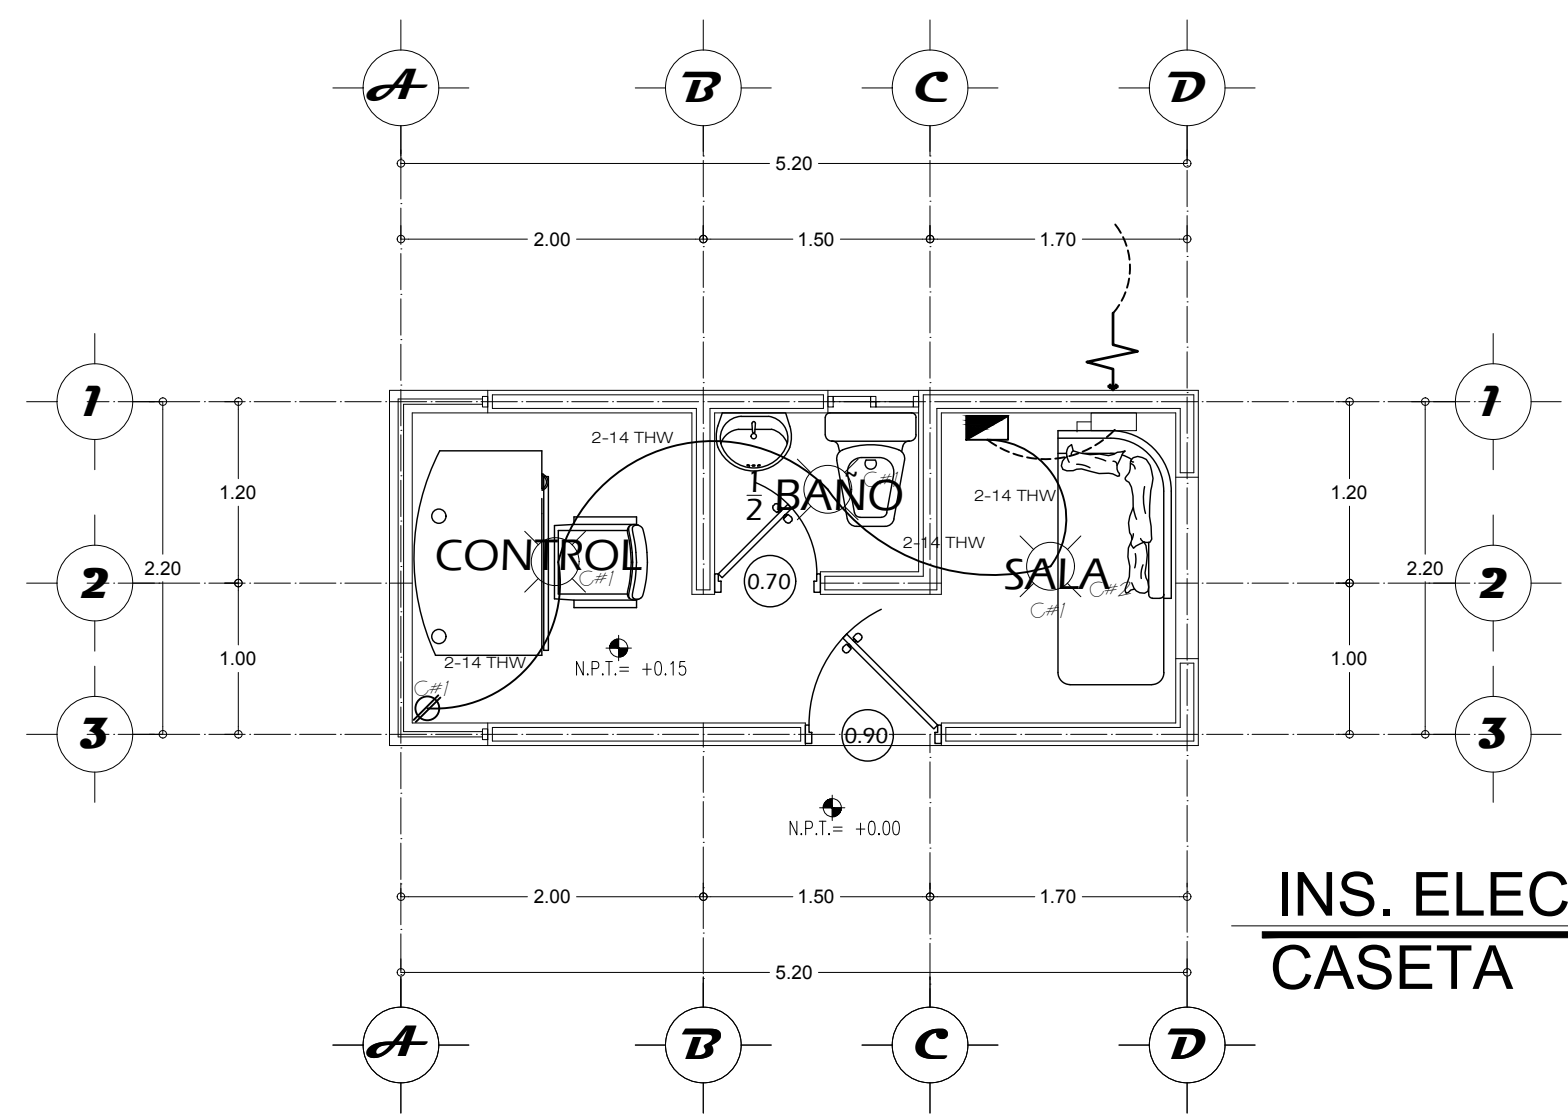 A B C D
5.20
2.00 1.50 1.70
1 1
2-14 THW
C#1
1.20 2-14 THW 1.20
1/2 BANO
2-14 THW
CONTROL
2.20 2.20
SALA
2 C#1 0.70 C#2 2
C#1
1.00 2-14 THW 1.00
N.P.T.= +0.15
C#1
3 0.90 3
N.P.T.= +0.00
2.00 1.50 1.70
INS. ELEC
CASETA
5.20
A B C D